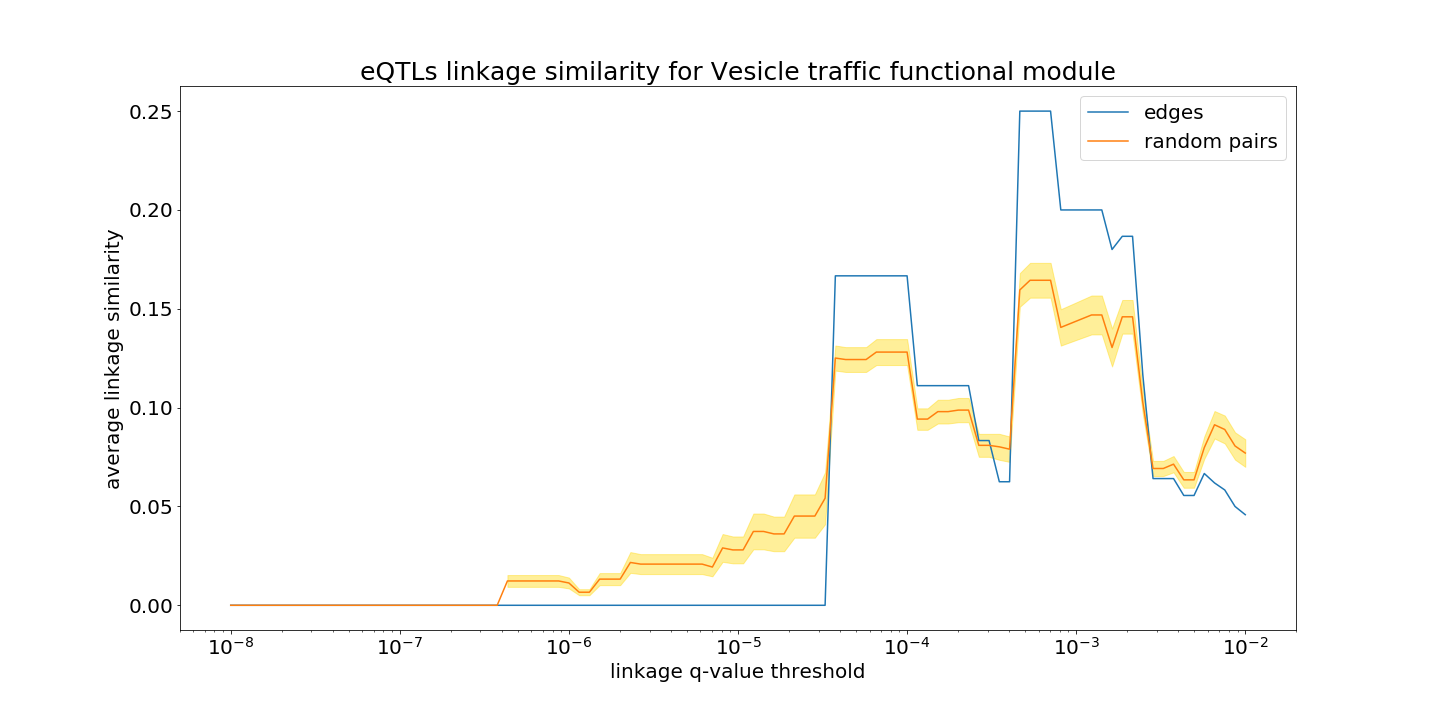 eQTLs linkage similarity for Vesicle traffic functional module
edges
random pairs
average linkage similarity
0.25
0.20
0.15
0.10
0.05
0.00
10⁻⁸ 10⁻⁷ 10⁻⁶ 10⁻⁵ 10⁻⁴ 10⁻³ 10⁻²
linkage q-value threshold